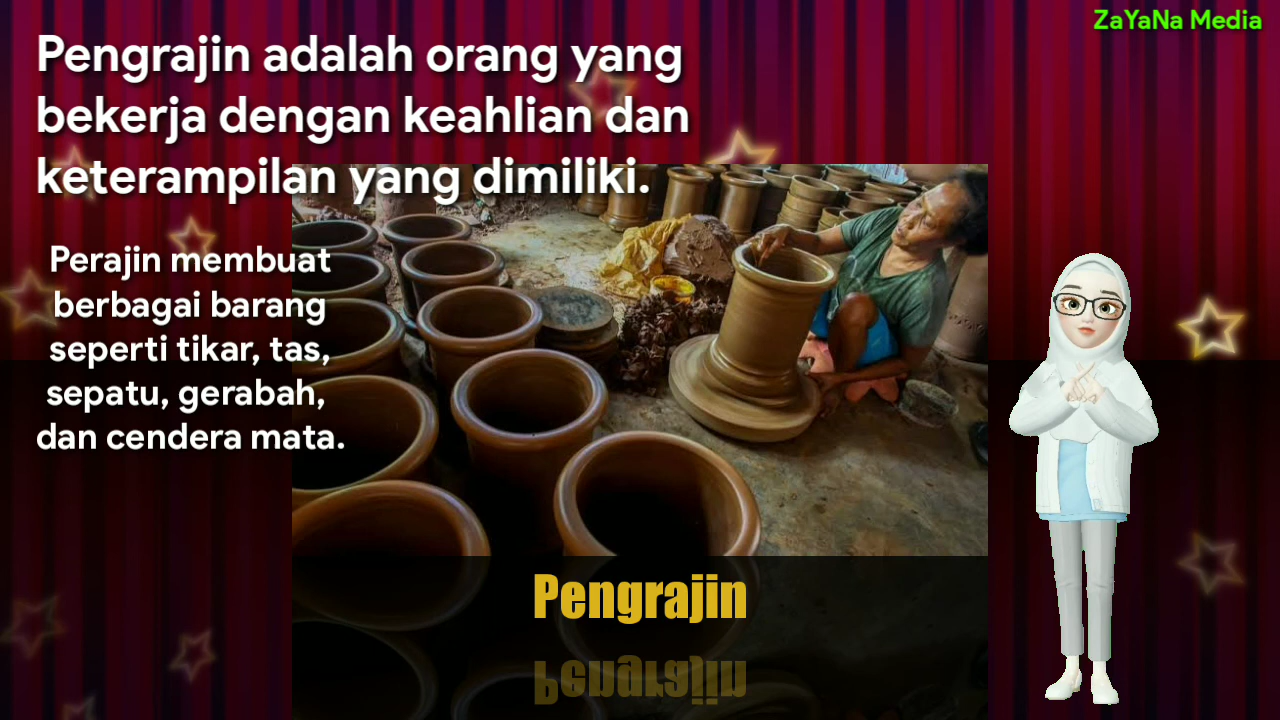 ZaYaNa Media
Pengrajin adalah orang yang
bekerja dengan keahlian dan
keterampilan yang dimiliki.
Perajin membuat
berbagai barang
seperti tikar, tas,
sepatu, gerabah,
dan cendera mata.
Pengrajin